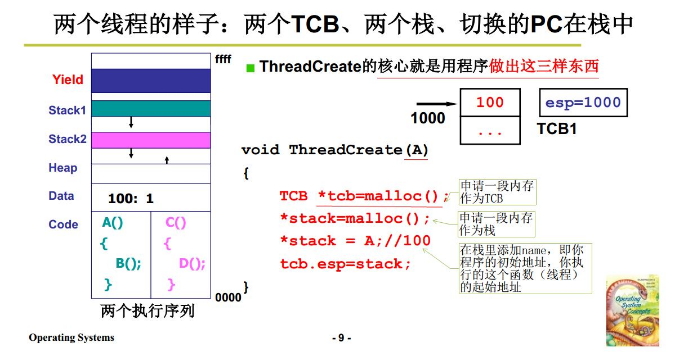 两个线程的样子：两个TCB、两个栈、切换的PC在栈中
ffff
Yield
Stack1
Stack2
Heap
Data
100: 1
Code
A()
{
B();
}
C()
{
D();
}
0000
两个执行序列
ThreadCreate的核心就是用程序做出这三样东西
1000
100
...
esp=1000
TCB1
void ThreadCreate(A)
{
TCB *tcb=malloc();
*stack=malloc();
*stack = A;//100
tcb.esp=stack;
}
申请一段内存
作为TCB
申请一段内存
作为栈
在栈里添加name，即你
程序的初始地址，你执
行的这个函数（线程）
的起始地址
Operating
System
Concepts
Operating Systems
- 9 -